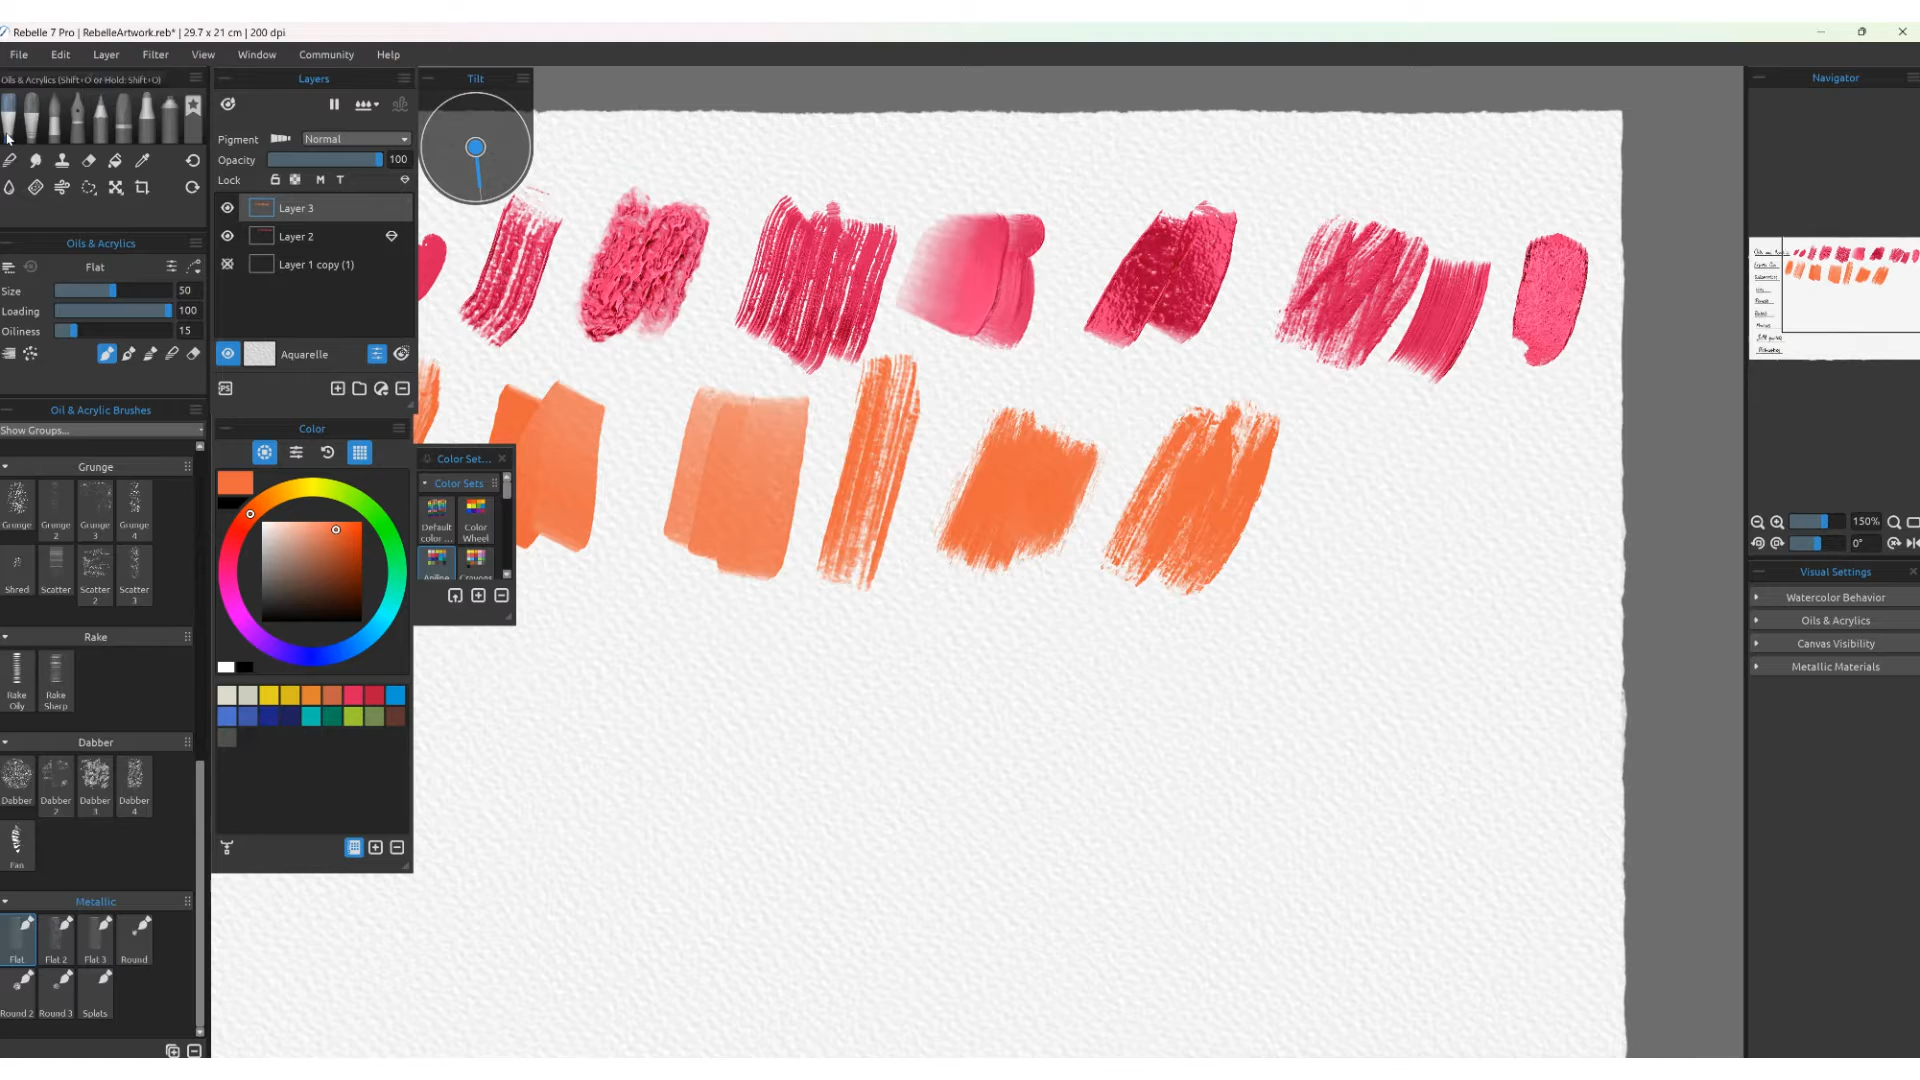 Rebelle 7 Pro | RebelleArtwork.reb* | 29.7 x 21 cm | 200 dpi
File Edit Layer Filter View Window Community Help
Oils & Acrylics (Shift+O or Hold: Shift+O)
Layers
Tilt
Navigator
Pigment Normal
Opacity 100
Lock M T
Layer 3
Layer 2
Layer 1 copy (1)
Aquarelle
PS
Oils & Acrylics
Flat
Size 50
Loading 100
Oiliness 15
Oil & Acrylic Brushes
Show Groups...
Grunge
Grunge Grunge 2 Grunge 3 Grunge 4
Shred Scatter Scatter 2 Scatter 3
Rake
Rake Oily Rake Sharp
Dabber
Dabber Dabber 2 Dabber 3 Dabber 4
Fan
Metallic
Flat Flat 2 Flat 3 Round
Round 2 Round 3 Splats
Color
Color Set...
Color Sets
Default color ... Color Wheel
150%
0°
Visual Settings
Watercolor Behavior
Oils & Acrylics
Canvas Visibility
Metallic Materials